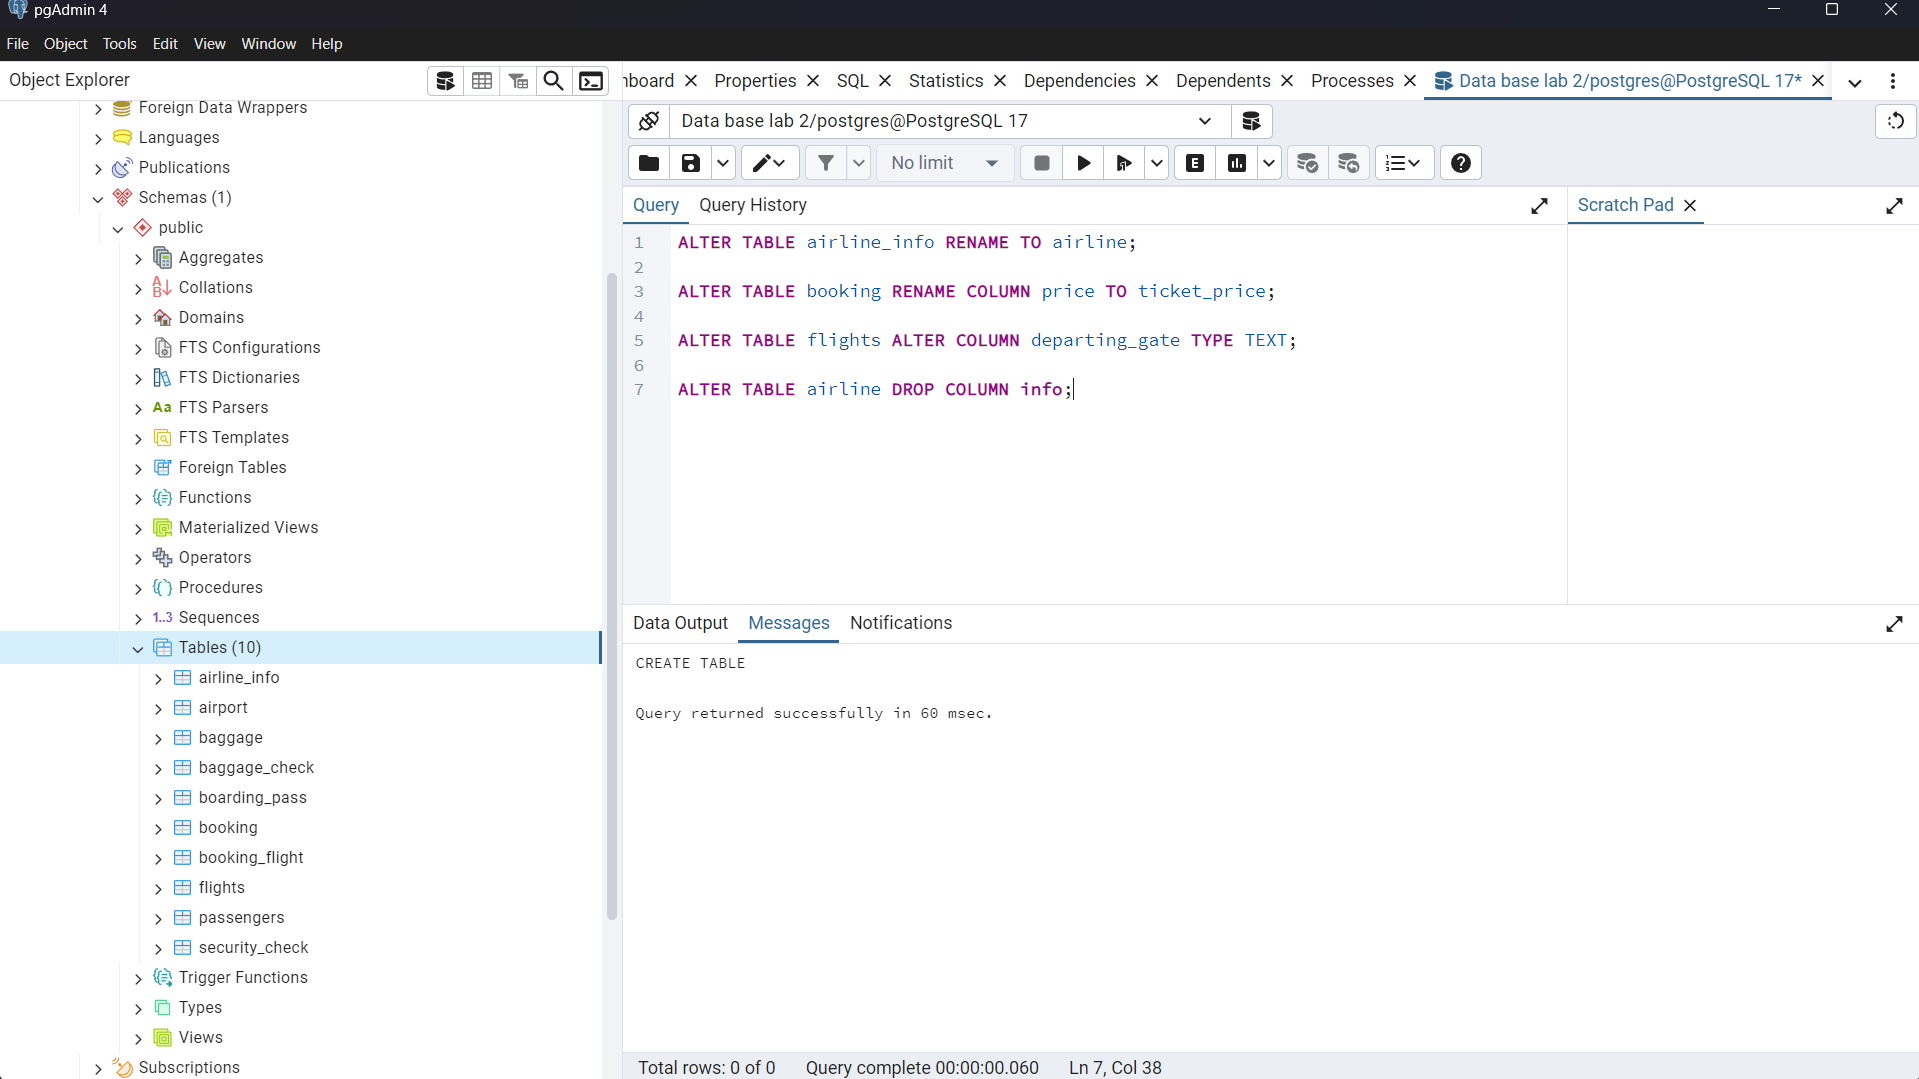 pgAdmin 4
File Object Tools Edit View Window Help
Object Explorer
nboard Properties SQL Statistics Dependencies Dependents Processes Data base lab 2/postgres@PostgreSQL 17*
Data base lab 2/postgres@PostgreSQL 17
No limit
E
Query Query History
Scratch Pad
1 ALTER TABLE airline_info RENAME TO airline;
2
3 ALTER TABLE booking RENAME COLUMN price TO ticket_price;
4
5 ALTER TABLE flights ALTER COLUMN departing_gate TYPE TEXT;
6
7 ALTER TABLE airline DROP COLUMN info;
Foreign Data Wrappers
Languages
Publications
Schemas (1)
public
Aggregates
Collations
Domains
FTS Configurations
FTS Dictionaries
Aa FTS Parsers
FTS Templates
Foreign Tables
Functions
Materialized Views
Operators
Procedures
1..3 Sequences
Tables (10)
airline_info
airport
baggage
baggage_check
boarding_pass
booking
booking_flight
flights
passengers
security_check
Trigger Functions
Types
Views
Subscriptions
Data Output Messages Notifications
CREATE TABLE
Query returned successfully in 60 msec.
Total rows: 0 of 0 Query complete 00:00:00.060 Ln 7, Col 38